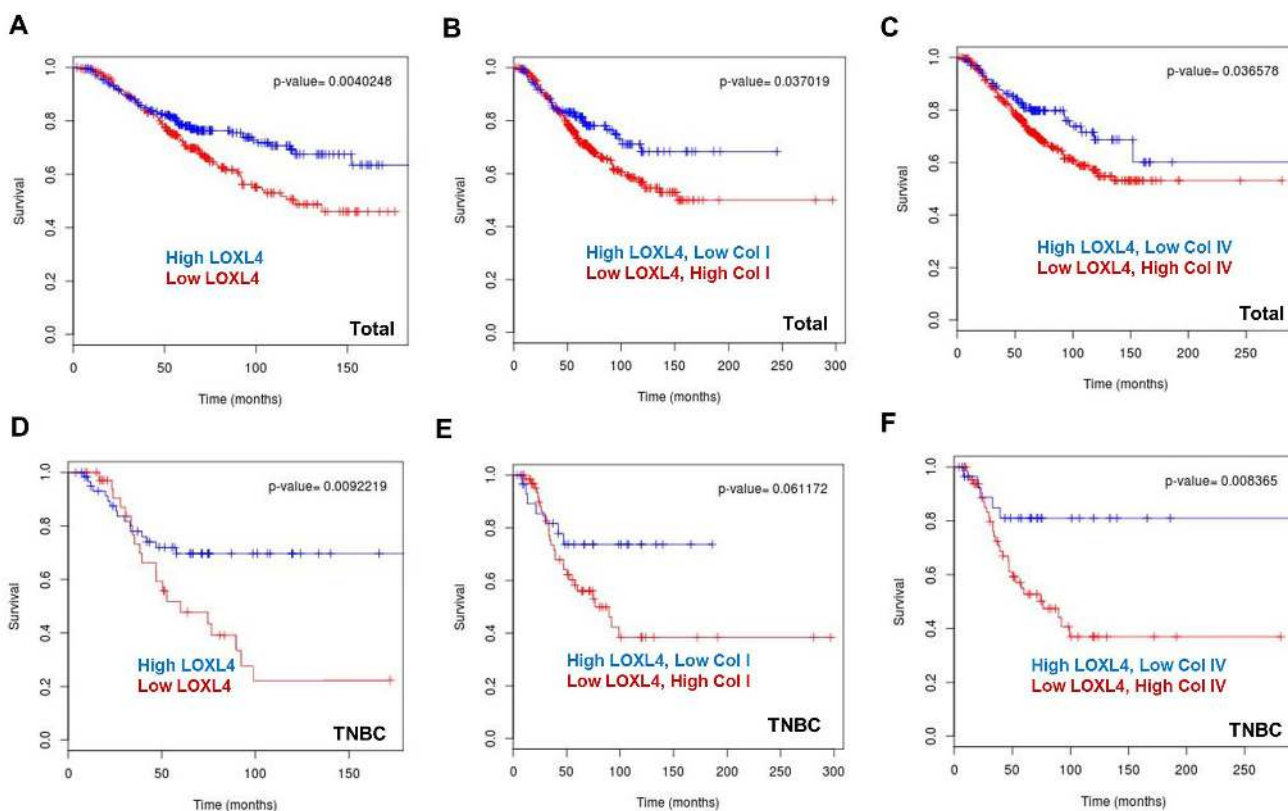 A
p-value= 0.0040248
Survival
1.0
0.8
0.6
0.4
0.2
0.0
High LOXL4
Low LOXL4
Total
0 50 100 150
Time (months)
B
p-value= 0.037019
Survival
1.0
0.8
0.6
0.4
0.2
0.0
High LOXL4, Low Col I
Low LOXL4, High Col I
Total
0 50 100 150 200 250 300
Time (months)
C
p-value= 0.036578
Survival
1.0
0.8
0.6
0.4
0.2
0.0
High LOXL4, Low Col IV
Low LOXL4, High Col IV
Total
0 50 100 150 200 250
Time (months)
D
p-value= 0.0092219
Survival
1.0
0.8
0.6
0.4
0.2
0.0
High LOXL4
Low LOXL4
TNBC
0 50 100 150
Time (months)
E
p-value= 0.061172
Survival
1.0
0.8
0.6
0.4
0.2
0.0
High LOXL4, Low Col I
Low LOXL4, High Col I
TNBC
0 50 100 150 200 250 300
Time (months)
F
p-value= 0.008365
Survival
1.0
0.8
0.6
0.4
0.2
0.0
High LOXL4, Low Col IV
Low LOXL4, High Col IV
TNBC
0 50 100 150 200 250
Time (months)